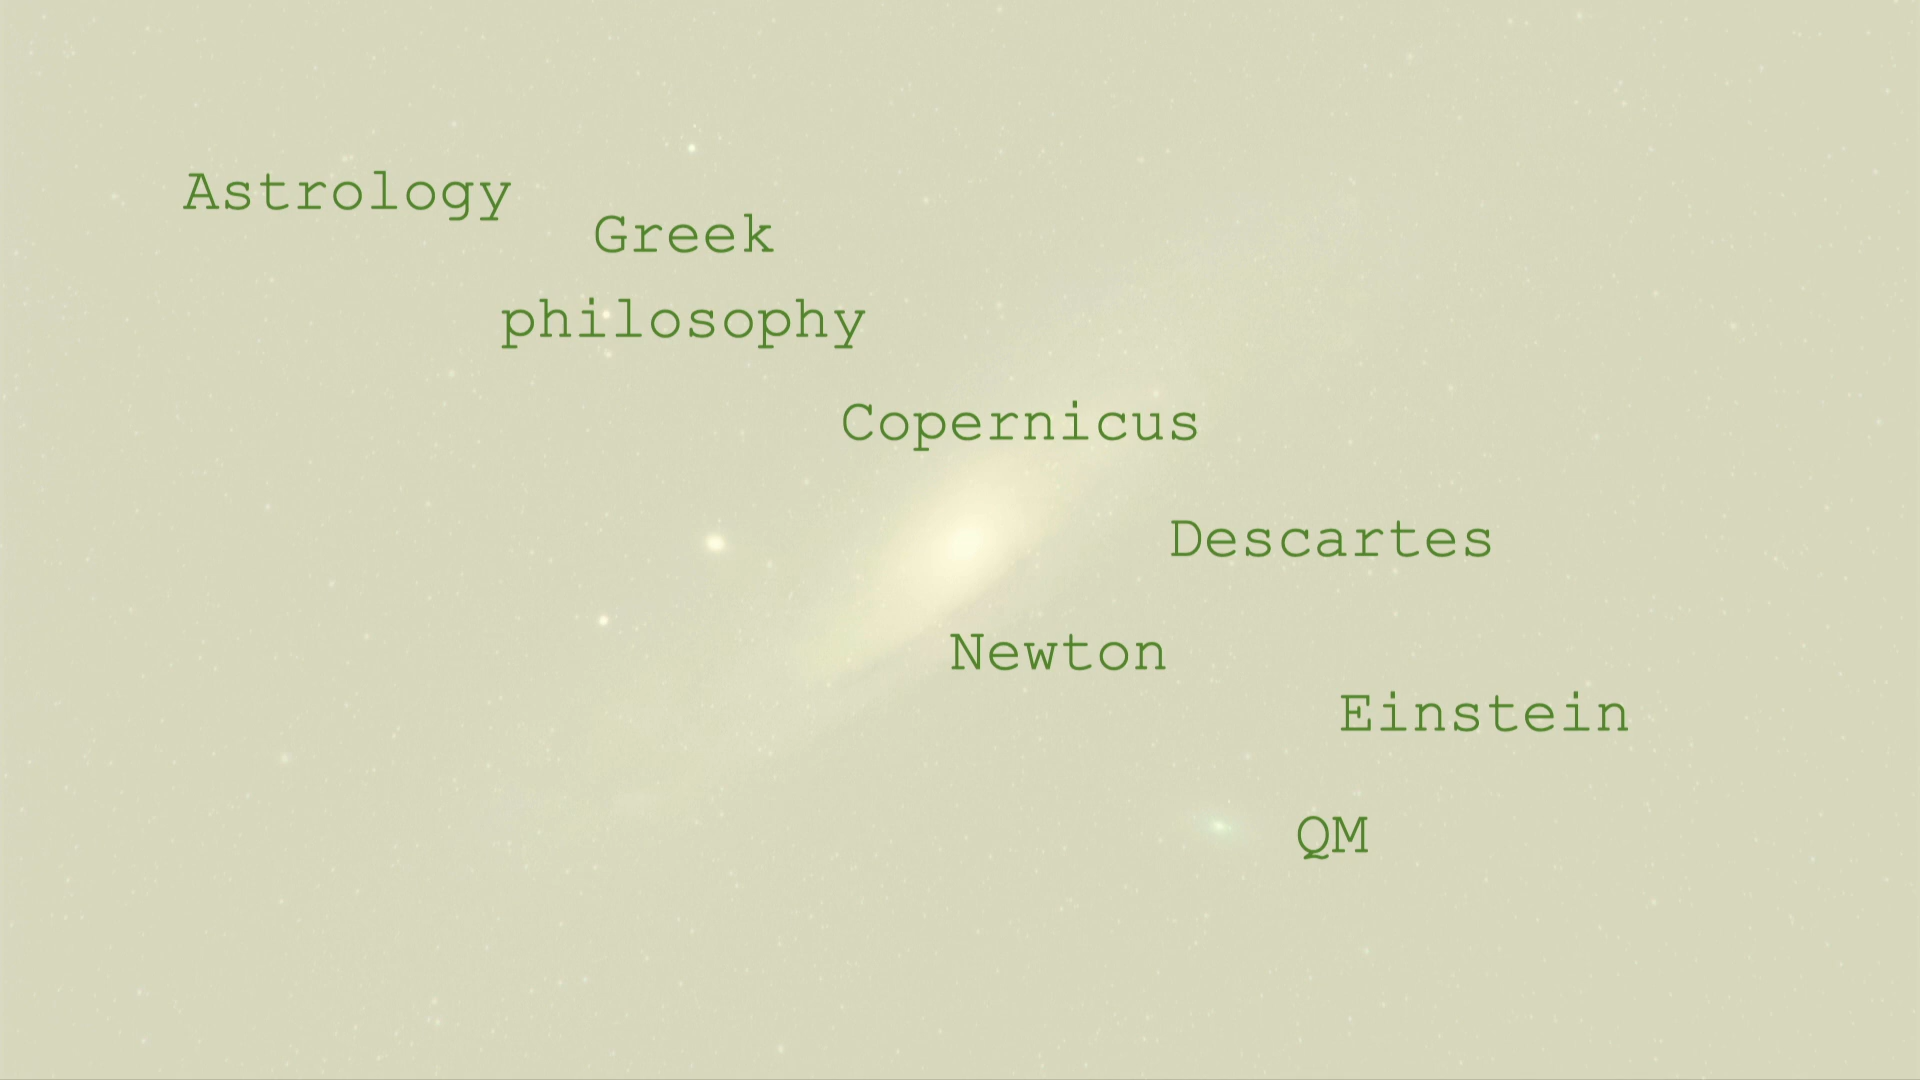 Astrology
Greek
philosophy
Copernicus
Descartes
Newton
Einstein
QM